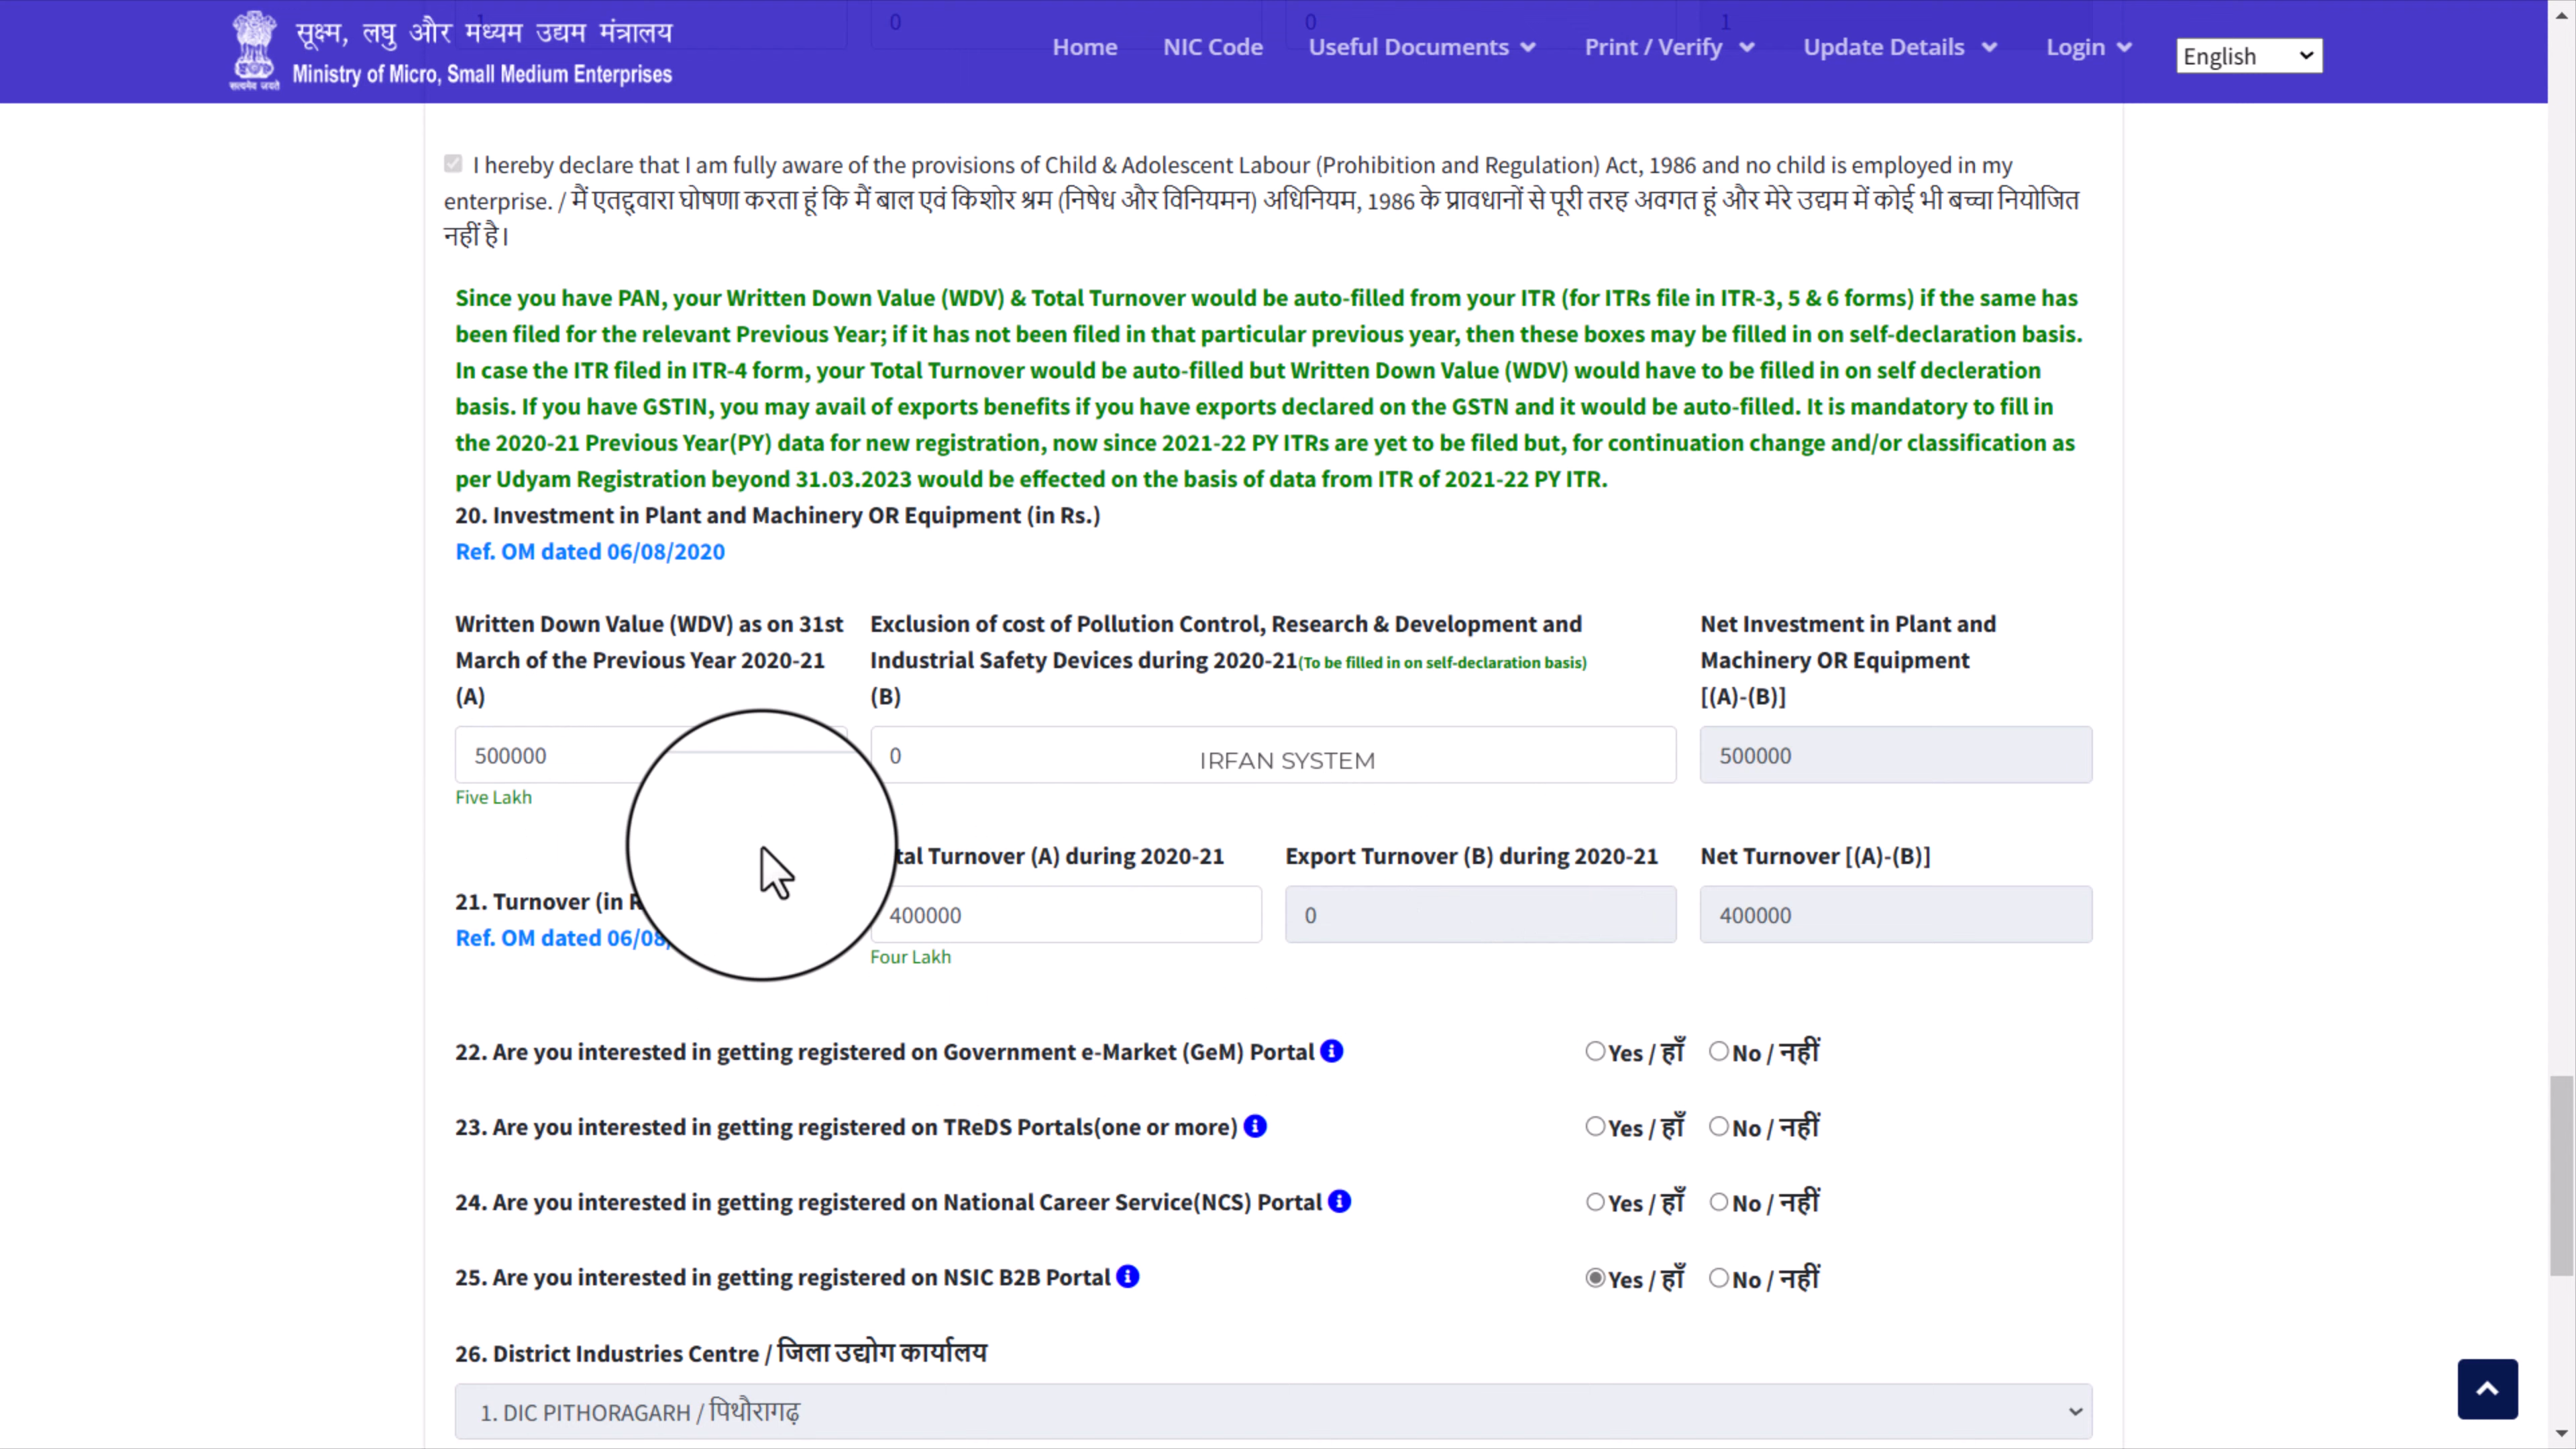 1 0 0 1
सूक्ष्म, लघु और मध्यम उद्यम मंत्रालय
Ministry of Micro, Small Medium Enterprises
सत्यमेव जयते
Home NIC Code Useful Documents Print / Verify Update Details Login English
I hereby declare that I am fully aware of the provisions of Child & Adolescent Labour (Prohibition and Regulation) Act, 1986 and no child is employed in my
enterprise. / मैं एतद्द्वारा घोषणा करता हूं कि मैं बाल एवं किशोर श्रम (निषेध और विनियमन) अधिनियम, 1986 के प्रावधानों से पूरी तरह अवगत हूं और मेरे उद्यम में कोई भी बच्चा नियोजित
नहीं है।
Since you have PAN, your Written Down Value (WDV) & Total Turnover would be auto-filled from your ITR (for ITRs file in ITR-3, 5 & 6 forms) if the same has
been filed for the relevant Previous Year; if it has not been filed in that particular previous year, then these boxes may be filled in on self-declaration basis.
In case the ITR filed in ITR-4 form, your Total Turnover would be auto-filled but Written Down Value (WDV) would have to be filled in on self decleration
basis. If you have GSTIN, you may avail of exports benefits if you have exports declared on the GSTN and it would be auto-filled. It is mandatory to fill in
the 2020-21 Previous Year(PY) data for new registration, now since 2021-22 PY ITRs are yet to be filed but, for continuation change and/or classification as
per Udyam Registration beyond 31.03.2023 would be effected on the basis of data from ITR of 2021-22 PY ITR.
20. Investment in Plant and Machinery OR Equipment (in Rs.)
Ref. OM dated 06/08/2020
Written Down Value (WDV) as on 31st
March of the Previous Year 2020-21
(A)
500000
Five Lakh
Exclusion of cost of Pollution Control, Research & Development and
Industrial Safety Devices during 2020-21(To be filled in on self-declaration basis)
(B)
0 IRFAN SYSTEM
Net Investment in Plant and
Machinery OR Equipment
[(A)-(B)]
500000
21. Turnover (in R
Ref. OM dated 06/08/
tal Turnover (A) during 2020-21
400000
Four Lakh
Export Turnover (B) during 2020-21
0
Net Turnover [(A)-(B)]
400000
22. Are you interested in getting registered on Government e-Market (GeM) Portal Yes / हाँ No / नहीं
23. Are you interested in getting registered on TReDS Portals(one or more) Yes / हाँ No / नहीं
24. Are you interested in getting registered on National Career Service(NCS) Portal Yes / हाँ No / नहीं
25. Are you interested in getting registered on NSIC B2B Portal Yes / हाँ No / नहीं
26. District Industries Centre / जिला उद्योग कार्यालय
1. DIC PITHORAGARH / पिथौरागढ़